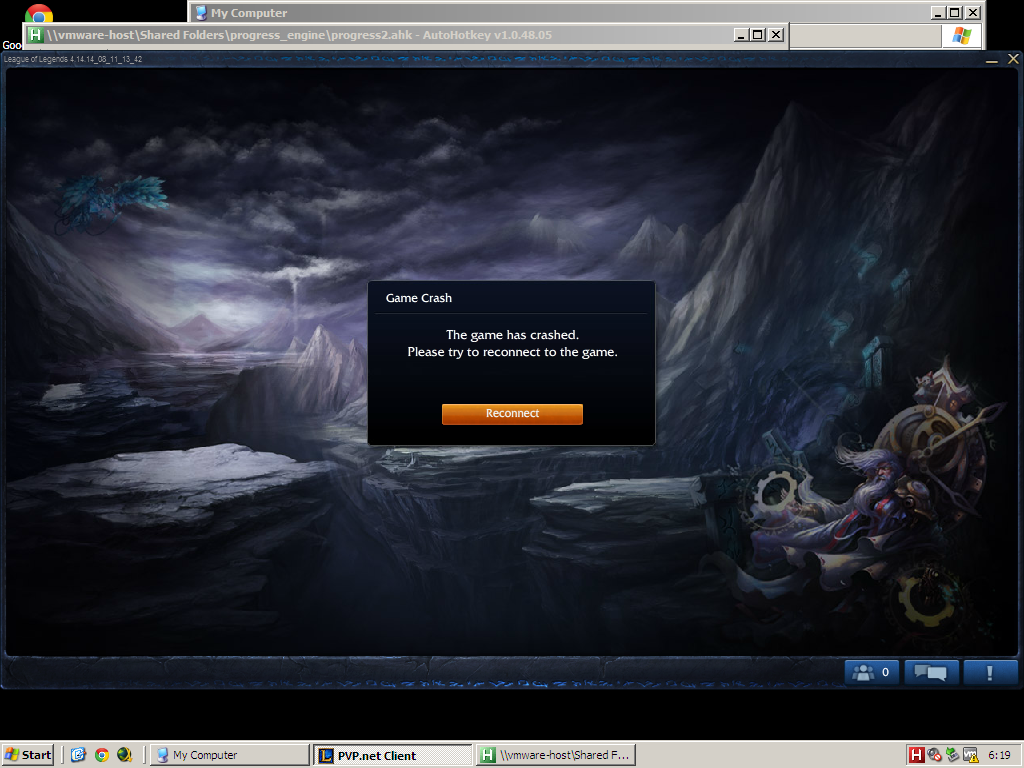 My Computer
Goo
\\vmware-host\Shared Folders\progress_engine\progress2.ahk - AutoHotkey v1.0.48.05
League of Legends 4.14.14_08_11_13_42
Game Crash
The game has crashed.
Please try to reconnect to the game.
Reconnect
0
Start
My Computer
PVP.net Client
\\vmware-host\Shared F...
6:19